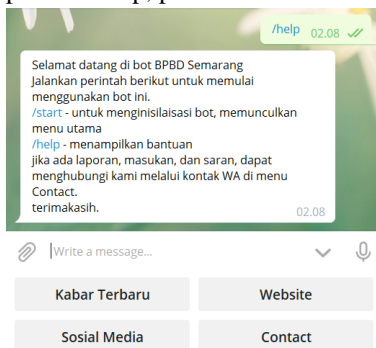 /help 02.08
Selamat datang di bot BPBD Semarang
Jalankan perintah berikut untuk memulai
menggunakan bot ini.
/start - untuk menginisilaisasi bot, memunculkan
menu utama
/help - menampilkan bantuan
jika ada laporan, masukan, dan saran, dapat
menghubungi kami melalui kontak WA di menu
Contact.
terimakasih.
02.08
Write a message...
Kabar Terbaru Website
Sosial Media Contact